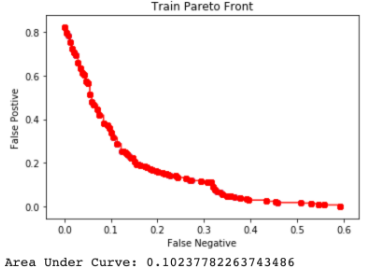 Train Pareto Front
0.8
0.6
0.4
0.2
0.0
False Postive
0.0 0.1 0.2 0.3 0.4 0.5 0.6
False Negative
Area Under Curve: 0.10237782263743486